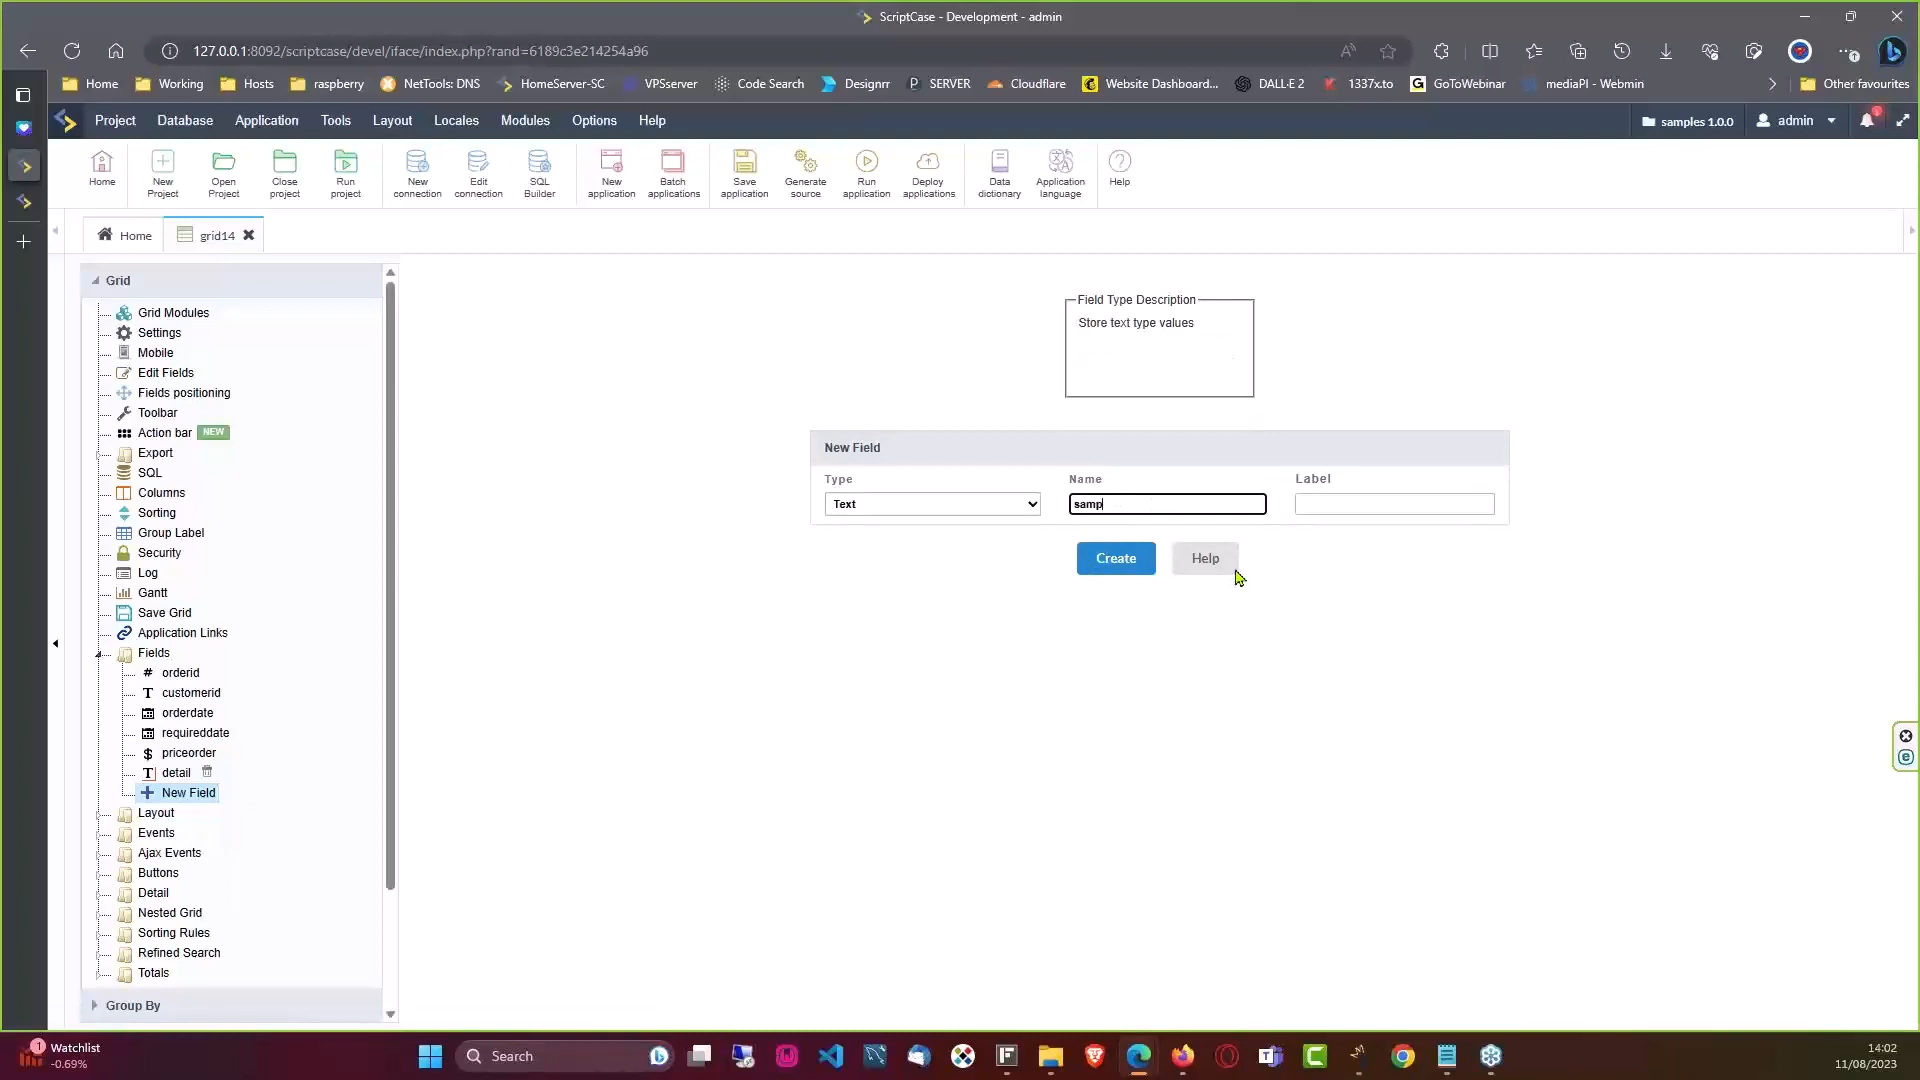 ScriptCase - Development - admin
127.0.0.1:8092/scriptcase/devel/iface/index.php?rand=6189c3e214254a96
Home Working Hosts raspberry NetTools: DNS HomeServer-SC VPSserver Code Search Designrr SERVER Cloudflare Website Dashboard... DALL·E 2 1337x.to GoToWebinar mediaPI - Webmin Other favourites
Project Database Application Tools Layout Locales Modules Options Help samples 1.0.0 admin
Home
New Project
Open Project
Close project
Run project
New connection
Edit connection
SQL Builder
New application
Batch applications
Save application
Generate source
Run application
Deploy applications
Data dictionary
Application language
Help
Home grid14
Grid
Grid Modules
Settings
Mobile
Edit Fields
Fields positioning
Toolbar
Action bar NEW
Export
SQL
Columns
Sorting
Group Label
Security
Log
Gantt
Save Grid
Application Links
Fields
# orderid
T customerid
orderdate
requireddate
$ priceorder
T detail
New Field
Layout
Events
Ajax Events
Buttons
Detail
Nested Grid
Sorting Rules
Refined Search
Totals
Group By
Field Type Description
Store text type values
New Field
Type Name Label
Text samp
Create Help
1 Watchlist
-0.69%
Search
14:02
11/08/2023